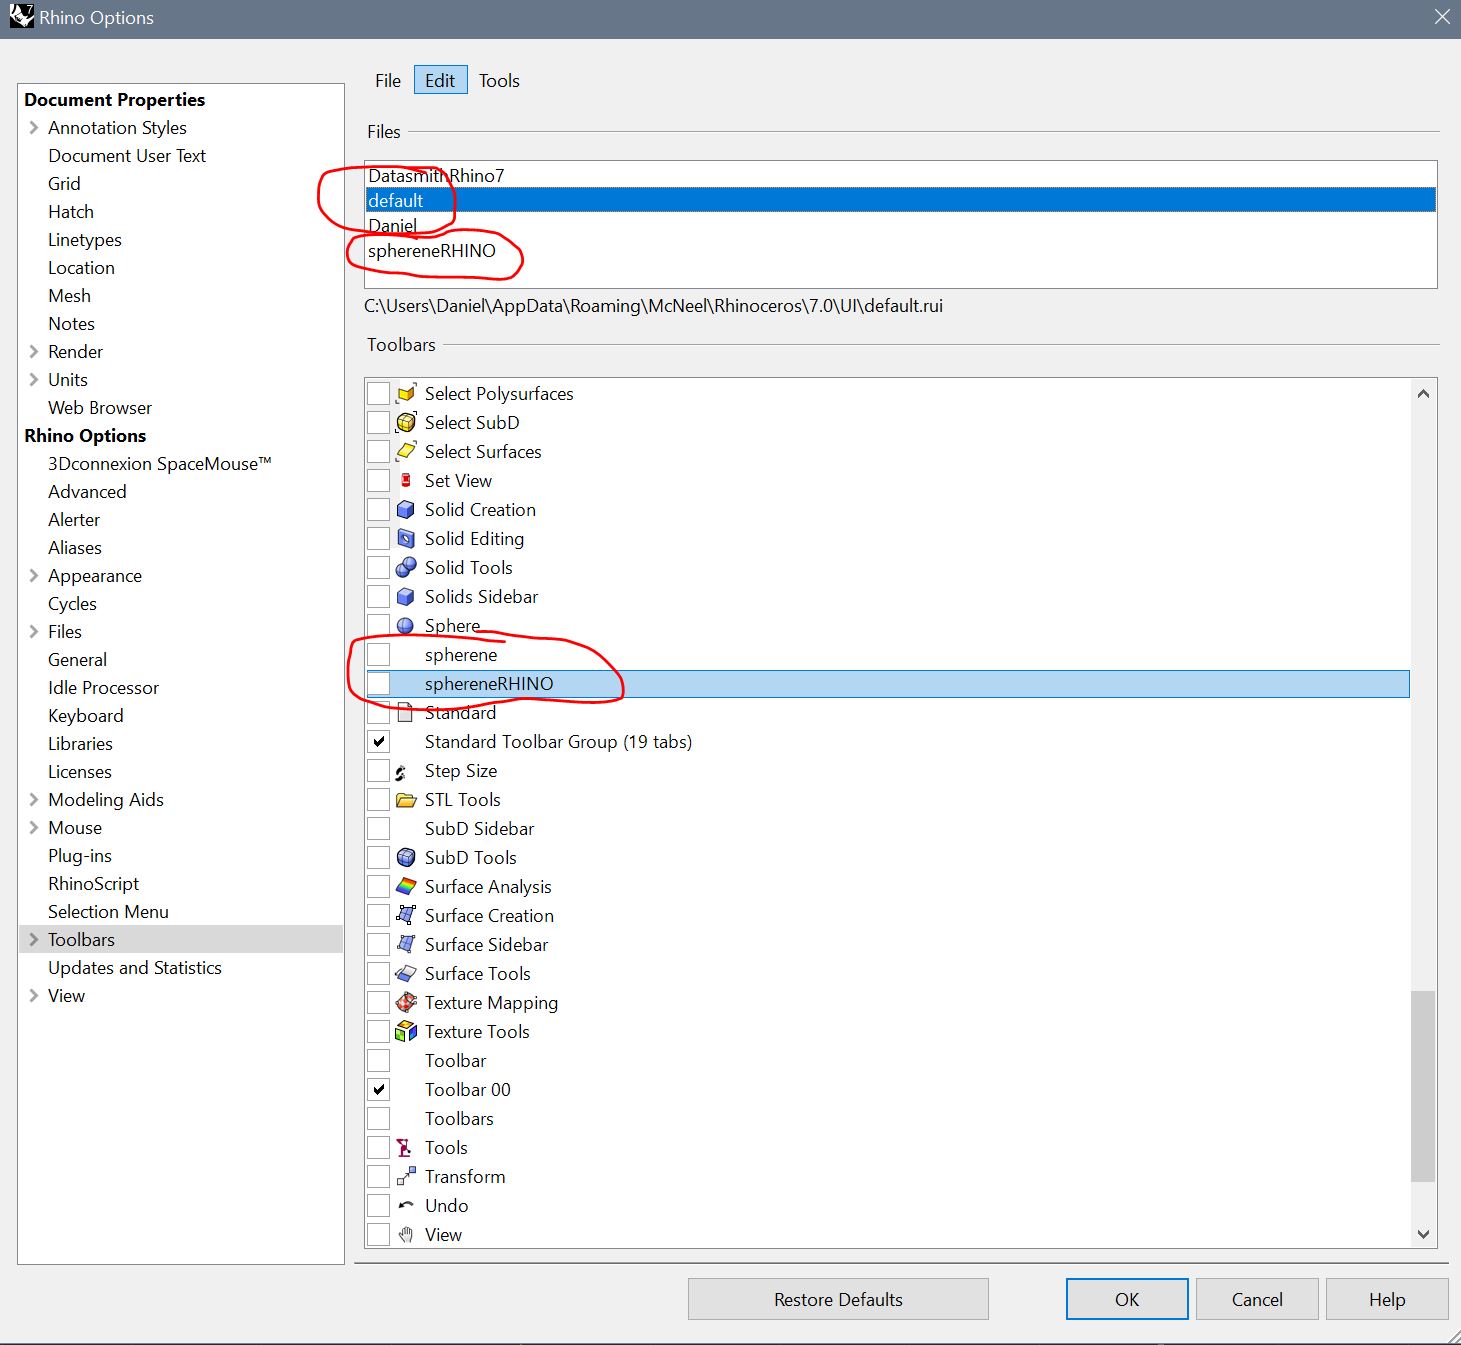 7 Rhino Options
Document Properties
Annotation Styles
Document User Text
Grid
Hatch
Linetypes
Location
Mesh
Notes
Render
Units
Web Browser
Rhino Options
3Dconnexion SpaceMouse™
Advanced
Alerter
Aliases
Appearance
Cycles
Files
General
Idle Processor
Keyboard
Libraries
Licenses
Modeling Aids
Mouse
Plug-ins
RhinoScript
Selection Menu
Toolbars
Updates and Statistics
View
File Edit Tools
Files
DatasmithRhino7
default
Daniel
sphereneRHINO
C:\Users\Daniel\AppData\Roaming\McNeel\Rhinoceros\7.0\UI\default.rui
Toolbars
Select Polysurfaces
Select SubD
Select Surfaces
Set View
Solid Creation
Solid Editing
Solid Tools
Solids Sidebar
Sphere
spherene
sphereneRHINO
Standard
Standard Toolbar Group (19 tabs)
Step Size
STL Tools
SubD Sidebar
SubD Tools
Surface Analysis
Surface Creation
Surface Sidebar
Surface Tools
Texture Mapping
Texture Tools
Toolbar
Toolbar 00
Toolbars
Tools
Transform
Undo
View
Restore Defaults OK Cancel Help